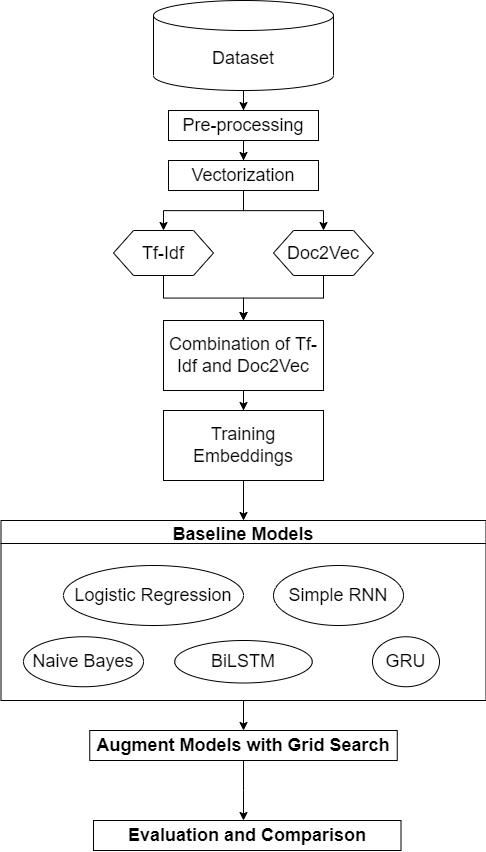 Dataset
Pre-processing
Vectorization
Tf-Idf
Doc2Vec
Combination of Tf-
Idf and Doc2Vec
Training
Embeddings
Baseline Models
Logistic Regression
Simple RNN
Naive Bayes
BiLSTM
GRU
Augment Models with Grid Search
Evaluation and Comparison